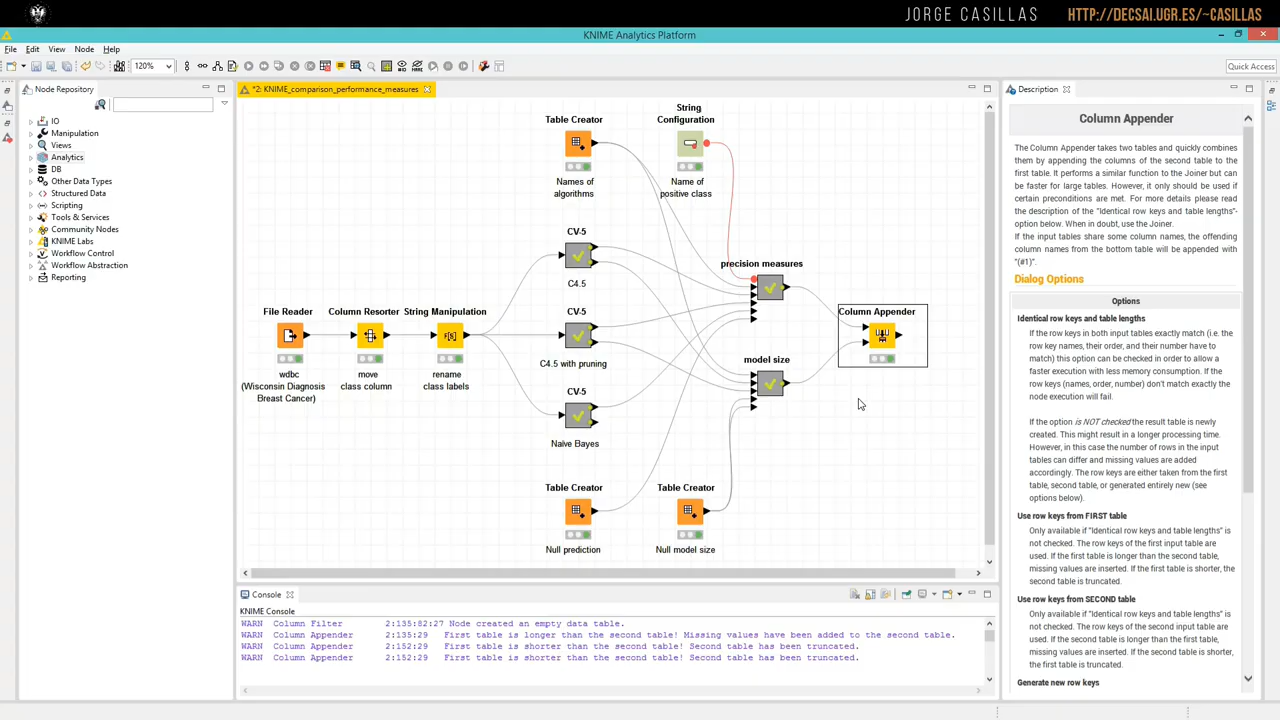 JORGE CASILLAS
HTTP://DECSAI.UGR.ES/~CASILLAS
KNIME Analytics Platform
File Edit View Node Help
120%
Quick Access
Node Repository
IO
Manipulation
Views
Analytics
DB
Other Data Types
Structured Data
Scripting
Tools & Services
Community Nodes
KNIME Labs
Workflow Control
Workflow Abstraction
Reporting
*2: KNIME_comparison_performance_measures
Table Creator
Names of
algorithms
String
Configuration
Name of
positive class
CV-5
C4.5
CV-5
C4.5 with pruning
CV-5
Naïve Bayes
File Reader
wdbc
(Wisconsin Diagnosis
Breast Cancer)
Column Resorter
move
class column
String Manipulation
rename
class labels
precision measures
model size
Column Appender
Table Creator
Null prediction
Table Creator
Null model size
Console
KNIME Console
WARN Column Filter 2:135:82:27 Node created an empty data table.
WARN Column Appender 2:135:29 First table is longer than the second table! Missing values have been added to the second table.
WARN Column Appender 2:152:29 First table is shorter than the second table! Second table has been truncated.
WARN Column Appender 2:152:29 First table is shorter than the second table! Second table has been truncated.
Description
Column Appender
The Column Appender takes two tables and quickly combines
them by appending the columns of the second table to the
first table. It performs a similar function to the Joiner but can
be faster for large tables. However, it only should be used if
certain preconditions are met. For more details please read
the description of the "Identical row keys and table lengths"-
option below. When in doubt, use the Joiner.
If the input tables share some column names, the offending
column names from the bottom table will be appended with
"(#1)".
Dialog Options
Options
Identical row keys and table lengths
If the row keys in both input tables exactly match (i.e. the
row key names, their order, and their number have to
match) this option can be checked in order to allow a
faster execution with less memory consumption. If the
row keys (names, order, number) don't match exactly the
node execution will fail.
If the option is NOT checked the result table is newly
created. This might result in a longer processing time.
However, in this case the number of rows in the input
tables can differ and missing values are added
accordingly. The row keys are either taken from the first
table, second table, or generated entirely new (see
options below).
Use row keys from FIRST table
Only available if "Identical row keys and table lengths"
is not checked. The row keys of the first input table are
used. If the first table is longer than the second table,
missing values are inserted. If the first table is shorter, the
second table is truncated.
Use row keys from SECOND table
Only available if "Identical row keys and table lengths"
is not checked. The row keys of the second input table are
used. If the second table is longer than the first table,
missing values are inserted. If the second table is shorter,
the first table is truncated.
Generate new row keys